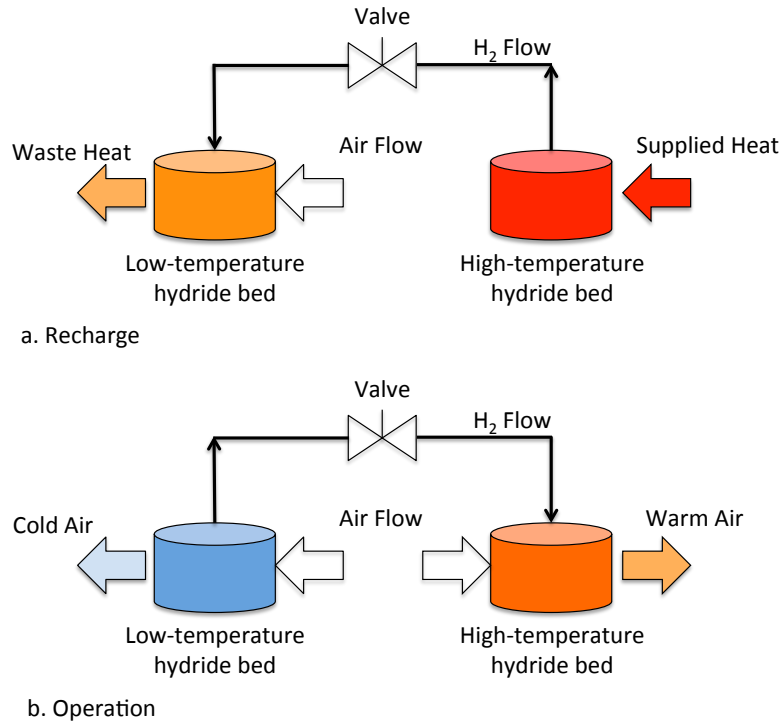 Valve
H₂ Flow
Waste Heat
Air Flow
Supplied Heat
Low-temperature
hydride bed
High-temperature
hydride bed
a. Recharge
Valve
H₂ Flow
Cold Air
Air Flow
Warm Air
Low-temperature
hydride bed
High-temperature
hydride bed
b. Operation